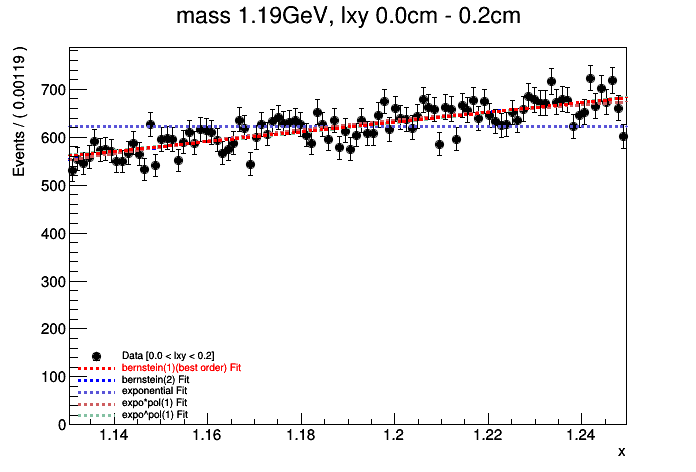 mass 1.19GeV, lxy 0.0cm - 0.2cm
Events / ( 0.00119 )
700
600
500
400
300
200
100
0
Data [0.0 < lxy < 0.2]
bernstein(1)(best order) Fit
bernstein(2) Fit
exponential Fit
expo*pol(1) Fit
expo^pol(1) Fit
1.14 1.16 1.18 1.2 1.22 1.24
x